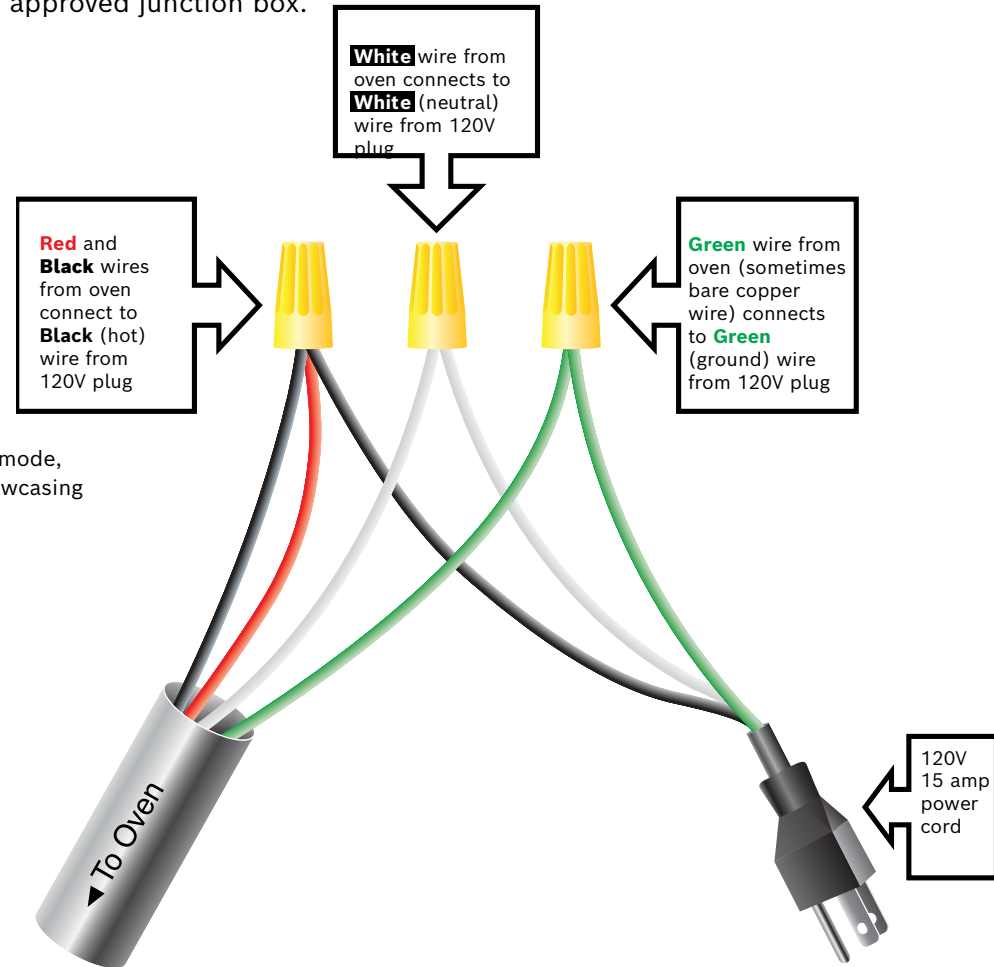 approved junction box.
White wire from
oven connects to
White (neutral)
wire from 120V
plug
Red and
Black wires
from oven
connect to
Black (hot)
wire from
120V plug
Green wire from
oven (sometimes
bare copper
wire) connects
to Green
(ground) wire
from 120V plug
mode,
wcasing
To Oven
120V
15 amp
power
cord